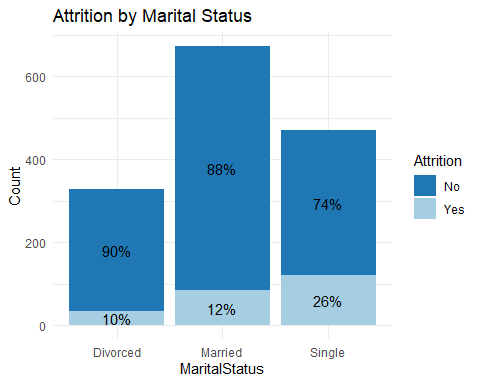 Attrition by Marital Status
Count
600
400
200
0
90%
10%
88%
12%
74%
26%
Divorced
Married
Single
MaritalStatus
Attrition
No
Yes